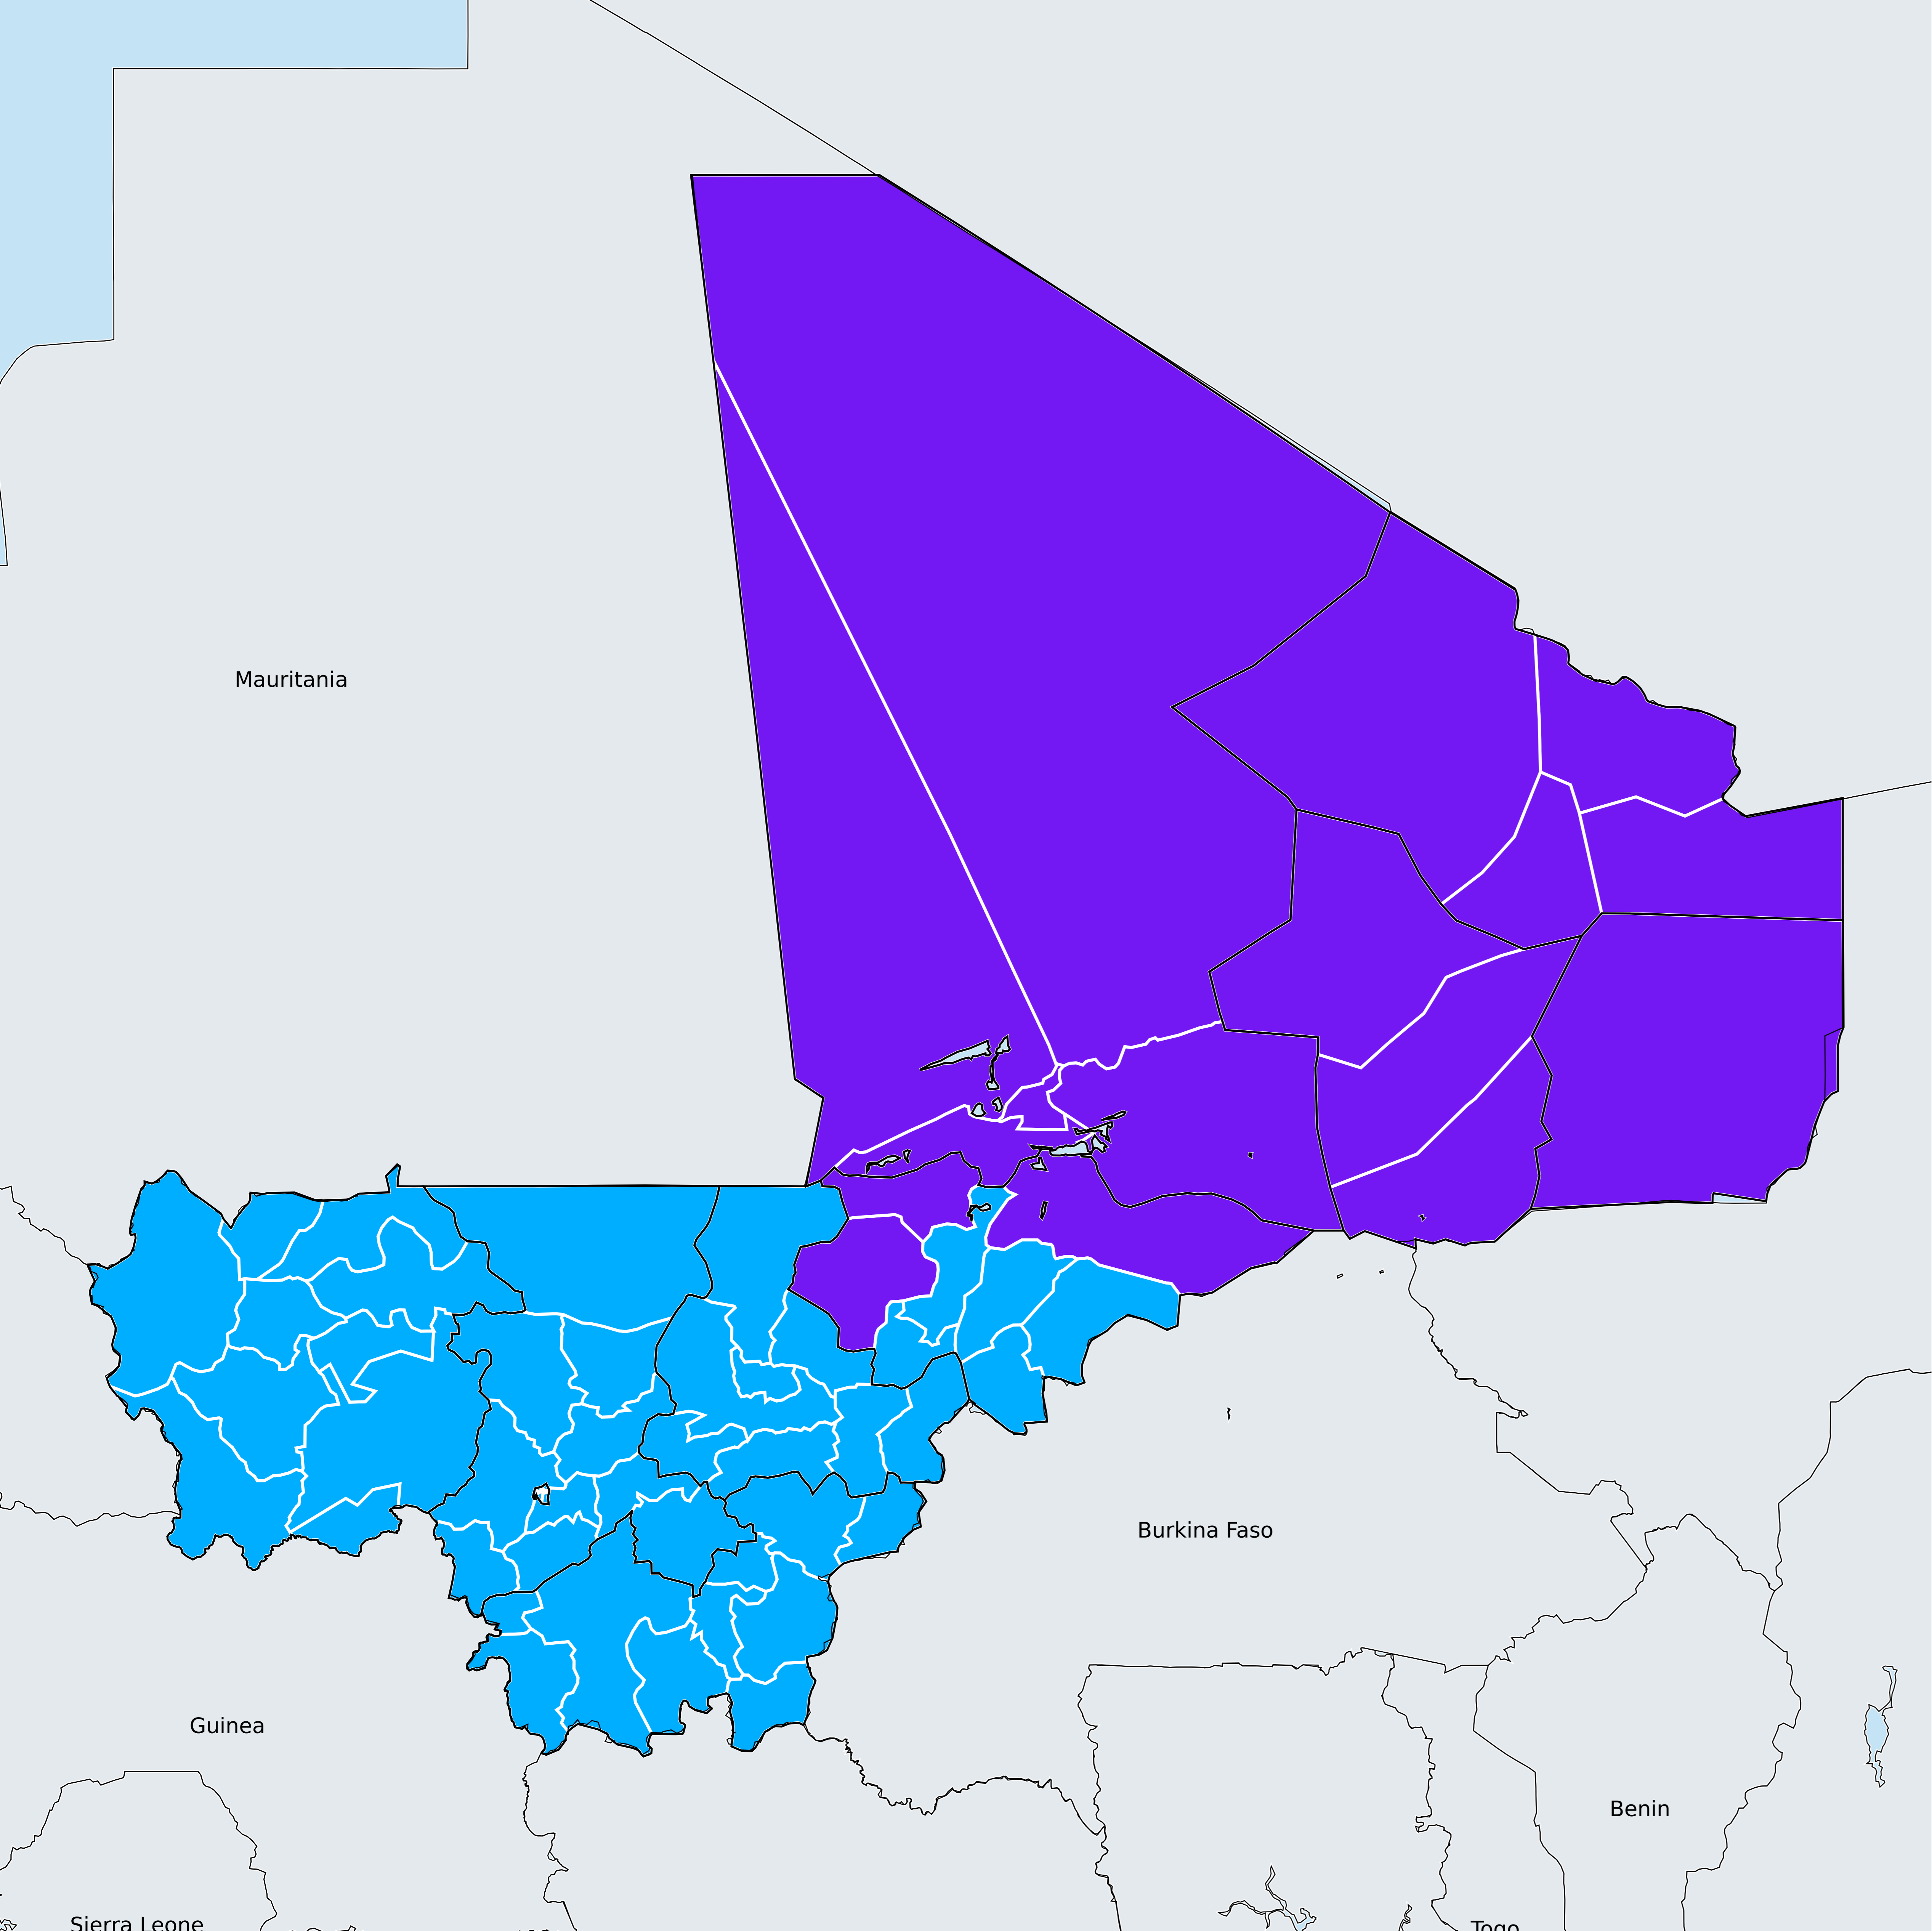 Mauritania
Burkina Faso
Guinea
Benin
Sierra Leone
Togo